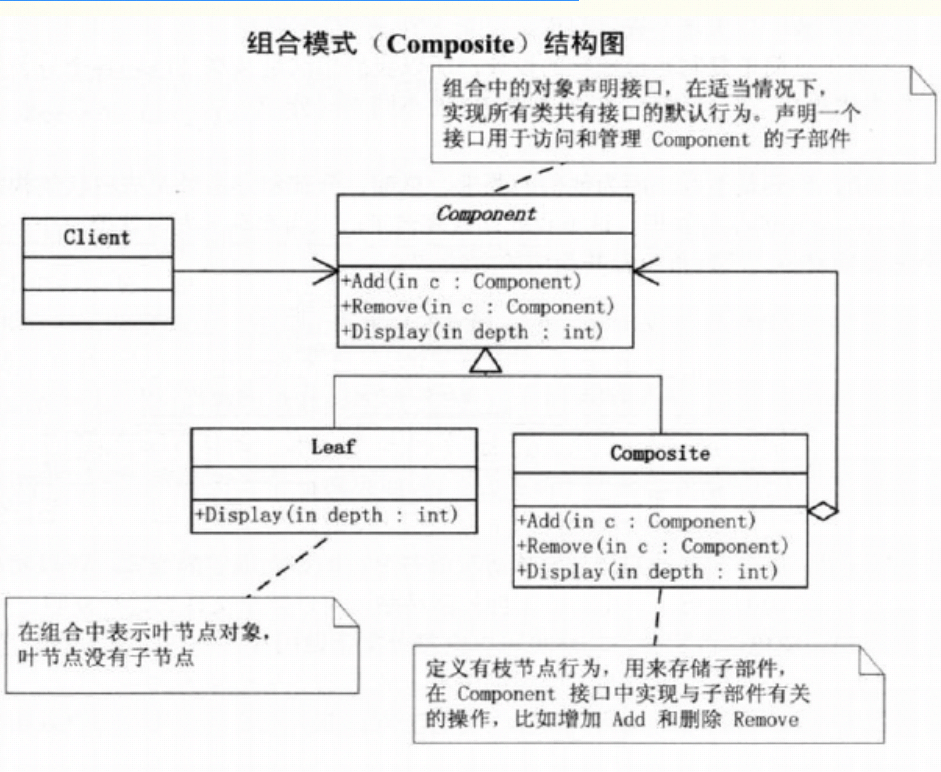 组合模式（Composite）结构图
组合中的对象声明接口，在适当情况下，
实现所有类共有接口的默认行为。声明一个
接口用于访问和管理 Component 的子部件
Component
+Add(in c : Component)
+Remove(in c : Component)
+Display(in depth : int)
Client
Leaf
+Display(in depth : int)
Composite
+Add(in c : Component)
+Remove(in c : Component)
+Display(in depth : int)
在组合中表示叶节点对象，
叶节点没有子节点
定义有枝节点行为，用来存储子部件，
在 Component 接口中实现与子部件有关
的操作，比如增加 Add 和删除 Remove